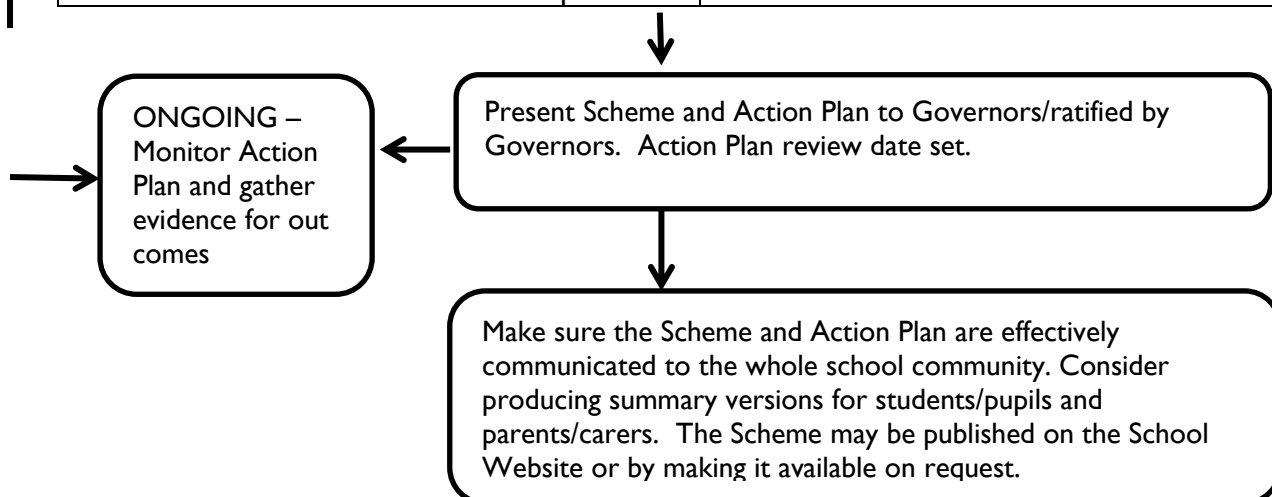 ONGOING –
Monitor Action
Plan and gather
evidence for out
comes
Present Scheme and Action Plan to Governors/ratified by
Governors.  Action Plan review date set.
Make sure the Scheme and Action Plan are effectively
communicated to the whole school community. Consider
producing summary versions for students/pupils and
parents/carers.  The Scheme may be published on the School
Website or by making it available on request.